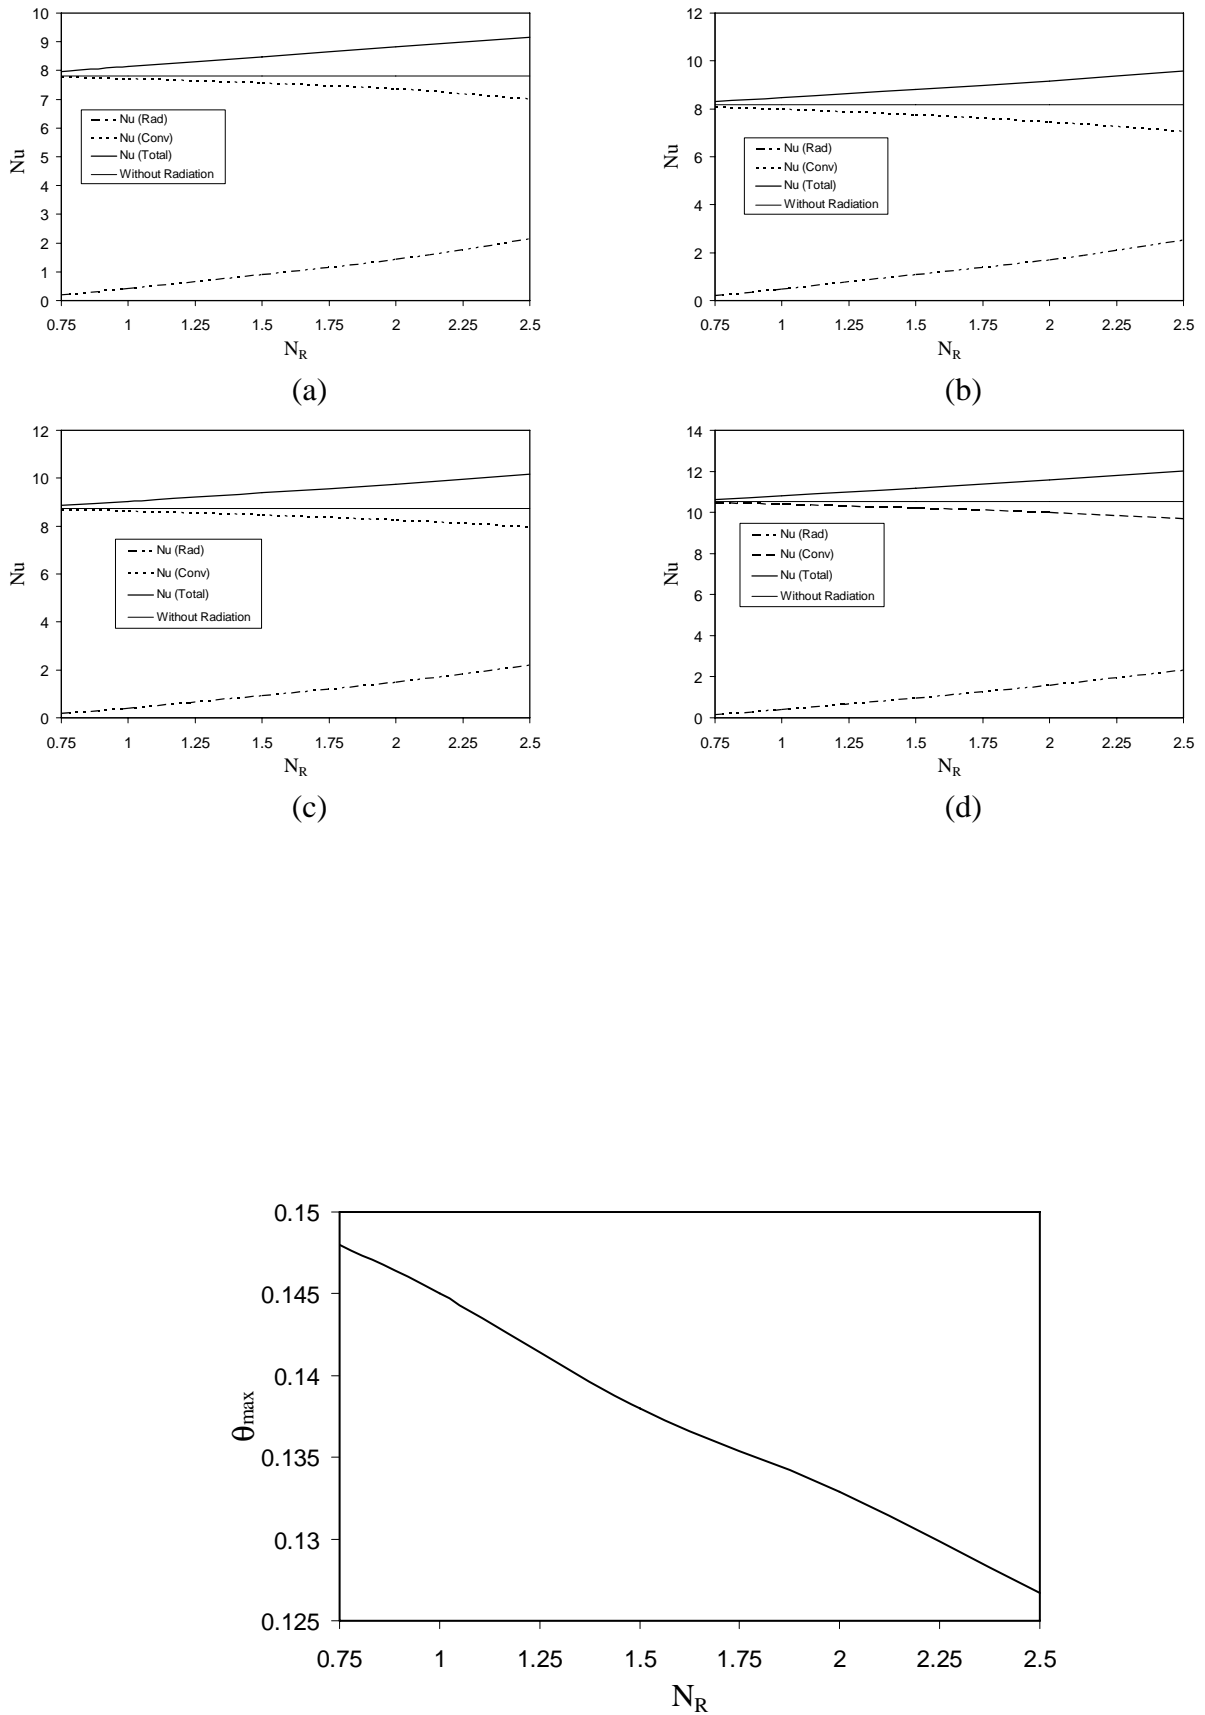 10
9
8
7
6
5
4
3
2
1
0
Nu
Nu (Rad)
Nu (Conv)
Nu (Total)
Without Radiation
0.75 1 1.25 1.5 1.75 2 2.25 2.5
N_R
(a)
12
10
8
6
4
2
0
Nu
Nu (Rad)
Nu (Conv)
Nu (Total)
Without Radiation
0.75 1 1.25 1.5 1.75 2 2.25 2.5
N_R
(b)
12
10
8
6
4
2
0
Nu
Nu (Rad)
Nu (Conv)
Nu (Total)
Without Radiation
0.75 1 1.25 1.5 1.75 2 2.25 2.5
N_R
(c)
14
12
10
8
6
4
2
0
Nu
Nu (Rad)
Nu (Conv)
Nu (Total)
Without Radiation
0.75 1 1.25 1.5 1.75 2 2.25 2.5
N_R
(d)
0.15
0.145
0.14
0.135
0.13
0.125
θmax
0.75 1 1.25 1.5 1.75 2 2.25 2.5
N_R